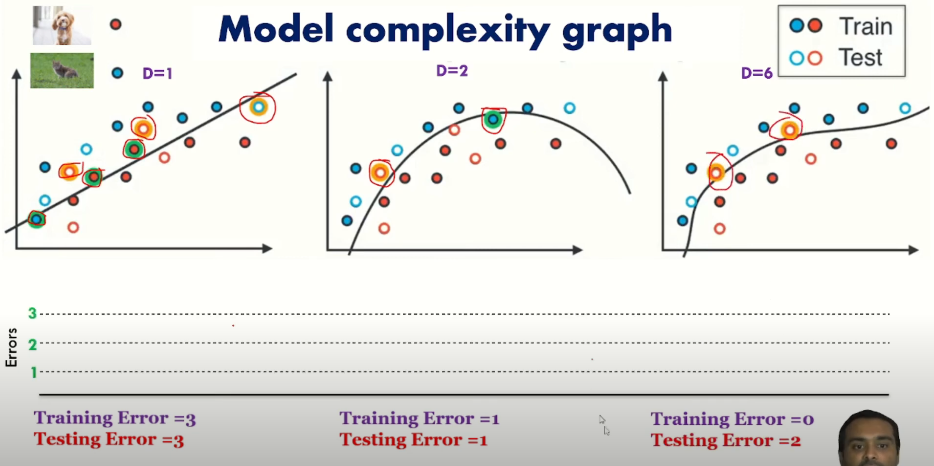 Model complexity graph
Train
Test
D=1
D=2
D=6
3
2
1
Errors
Training Error =3
Testing Error =3
Training Error =1
Testing Error =1
Training Error =0
Testing Error =2